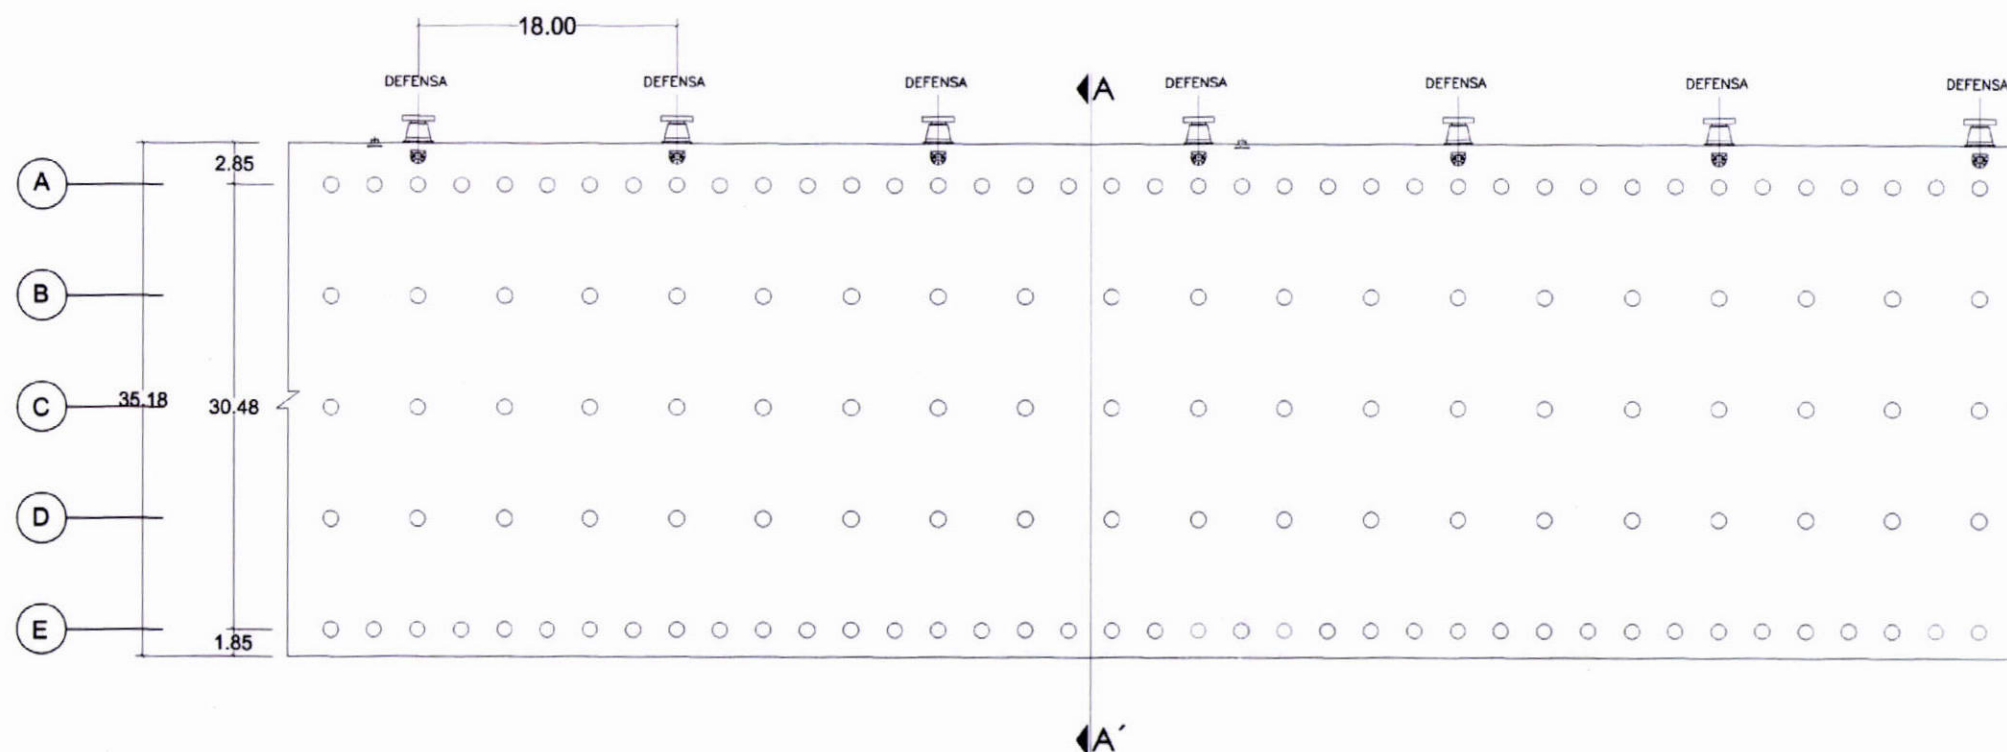 18.00
DEFENSA DEFENSA DEFENSA A DEFENSA DEFENSA DEFENSA DEFENSA
2.85
A
B
C 35.18 30.48
D
E
1.85
A´